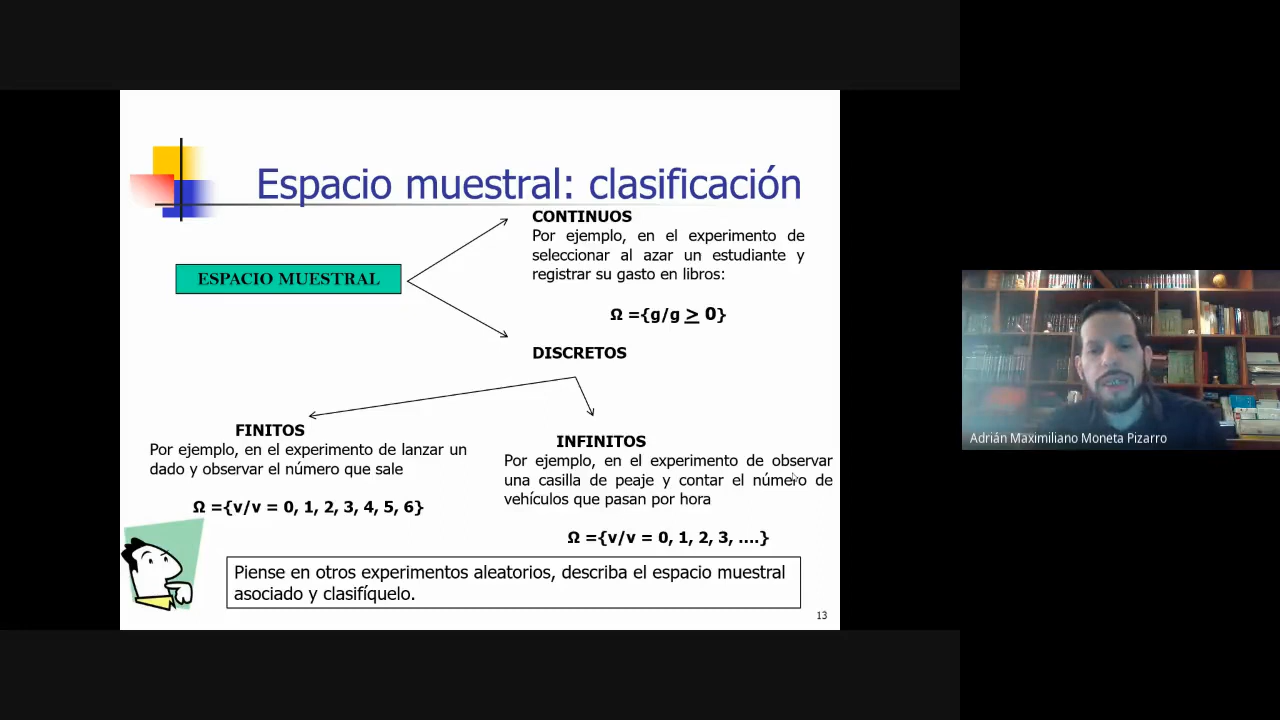 Espacio muestral: clasificación
CONTINUOS
Por ejemplo, en el experimento de
seleccionar al azar un estudiante y
registrar su gasto en libros:
ESPACIO MUESTRAL
Ω ={g/g ≥ 0}
DISCRETOS
FINITOS
Por ejemplo, en el experimento de lanzar un
dado y observar el número que sale
Ω ={v/v = 0, 1, 2, 3, 4, 5, 6}
INFINITOS
Por ejemplo, en el experimento de observar
una casilla de peaje y contar el número de
vehículos que pasan por hora
Ω ={v/v = 0, 1, 2, 3, ....}
Piense en otros experimentos aleatorios, describa el espacio muestral
asociado y clasifíquelo.
13
Adrián Maximiliano Moneta Pizarro